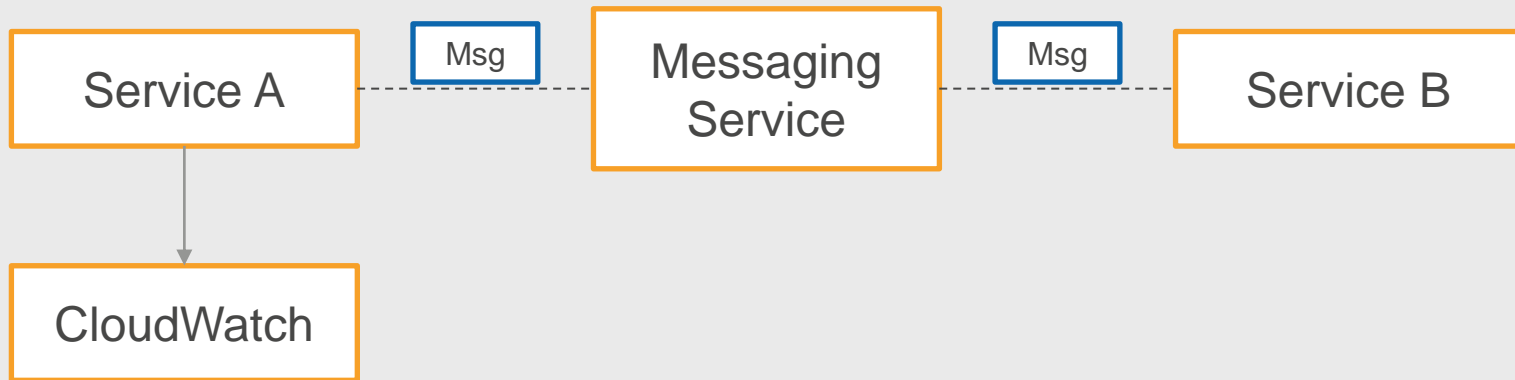 Service A
Msg
Messaging
Service
Msg
Service B
CloudWatch